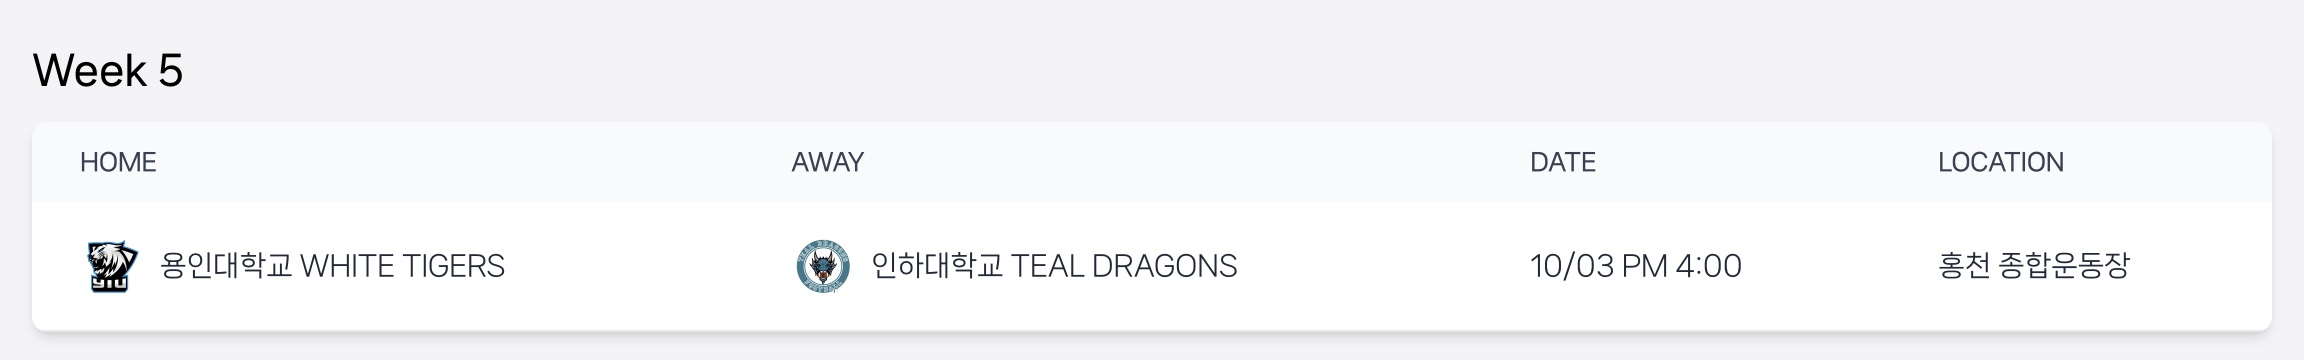 Week 5
HOME AWAY DATE LOCATION
YIU 용인대학교 WHITE TIGERS 인하대학교 TEAL DRAGONS 10/03 PM 4:00 홍천 종합운동장